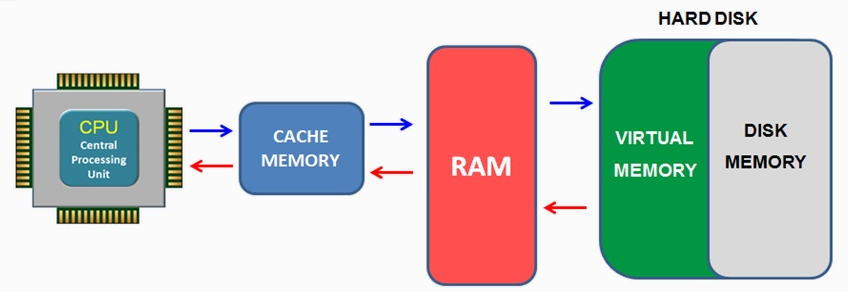 CPU
Central
Processing
Unit
CACHE
MEMORY
RAM
HARD DISK
VIRTUAL
MEMORY
DISK
MEMORY